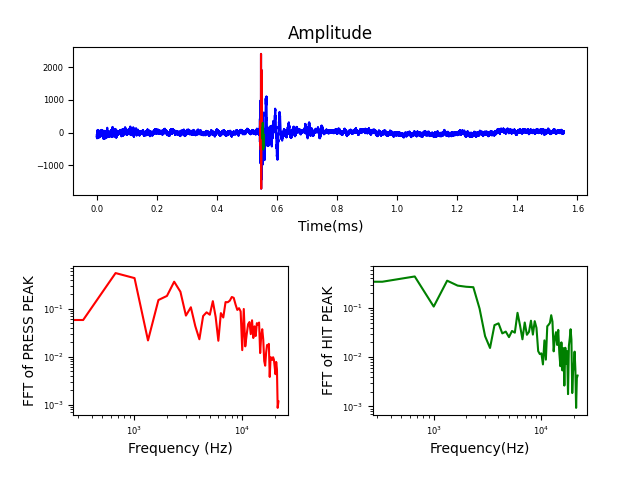 Amplitude
2000
1000
0
−1000
0.0 0.2 0.4 0.6 0.8 1.0 1.2 1.4 1.6
Time(ms)
FFT of PRESS PEAK
10⁻¹
10⁻²
10⁻³
10³ 10⁴
Frequency (Hz)
FFT of HIT PEAK
10⁻¹
10⁻²
10⁻³
10³ 10⁴
Frequency(Hz)